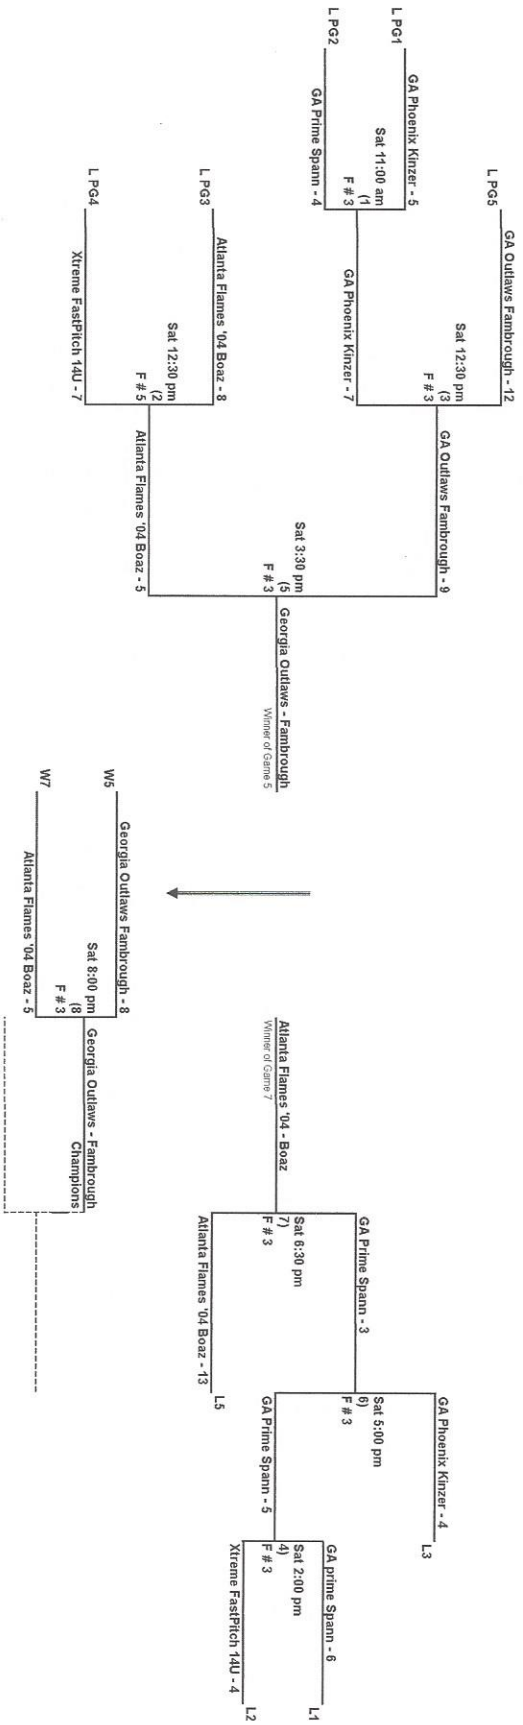 L PG5
GA Outlaws Fambrough - 12
Sat 12:30 pm
(3
F # 3
L PG1
GA Phoenix Kinzer - 5
Sat 11:00 am
(1
F # 3
L PG2
GA Prime Spann - 4
GA Phoenix Kinzer - 7
GA Outlaws Fambrough - 9
Sat 3:30 pm
(5
F # 3
Georgia Outlaws - Fambrough
Winner of Game 5
L PG3
Atlanta Flames '04 Boaz - 8
Sat 12:30 pm
(2
F # 5
L PG4
Xtreme FastPitch 14U - 7
Atlanta Flames '04 Boaz - 5
W5
Georgia Outlaws Fambrough - 8
Sat 8:00 pm
(8
F # 3
W7
Atlanta Flames '04 Boaz - 5
Georgia Outlaws - Fambrough
Champions
Atlanta Flames '04 - Boaz
Winner of Game 7
GA Prime Spann - 3
Sat 6:30 pm
7)
F # 3
Atlanta Flames '04 Boaz - 13
L5
GA Phoenix Kinzer - 4
L3
Sat 5:00 pm
6)
F # 3
GA Prime Spann - 5
GA prime Spann - 6
L1
Sat 2:00 pm
4)
F # 3
Xtreme FastPitch 14U - 4
L2